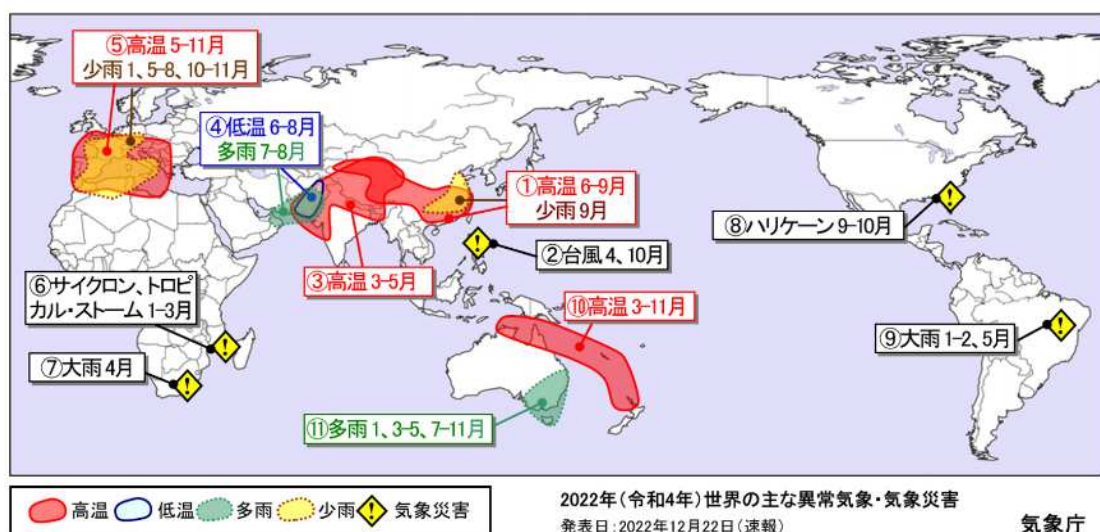 ⑤高温 5-11月
少雨 1、5-8、10-11月
④低温 6-8月
多雨 7-8月
①高温 6-9月
少雨 9月
⑧ハリケーン 9-10月
②台風 4、10月
⑥サイクロン、トロピ
カル・ストーム 1-3月
③高温 3-5月
⑩高温 3-11月
⑨大雨 1-2、5月
⑦大雨 4月
⑪多雨 1、3-5、7-11月
高温 低温 多雨 少雨 気象災害
2022年(令和4年)世界の主な異常気象・気象災害
発表日:2022年12月22日(速報)
気象庁